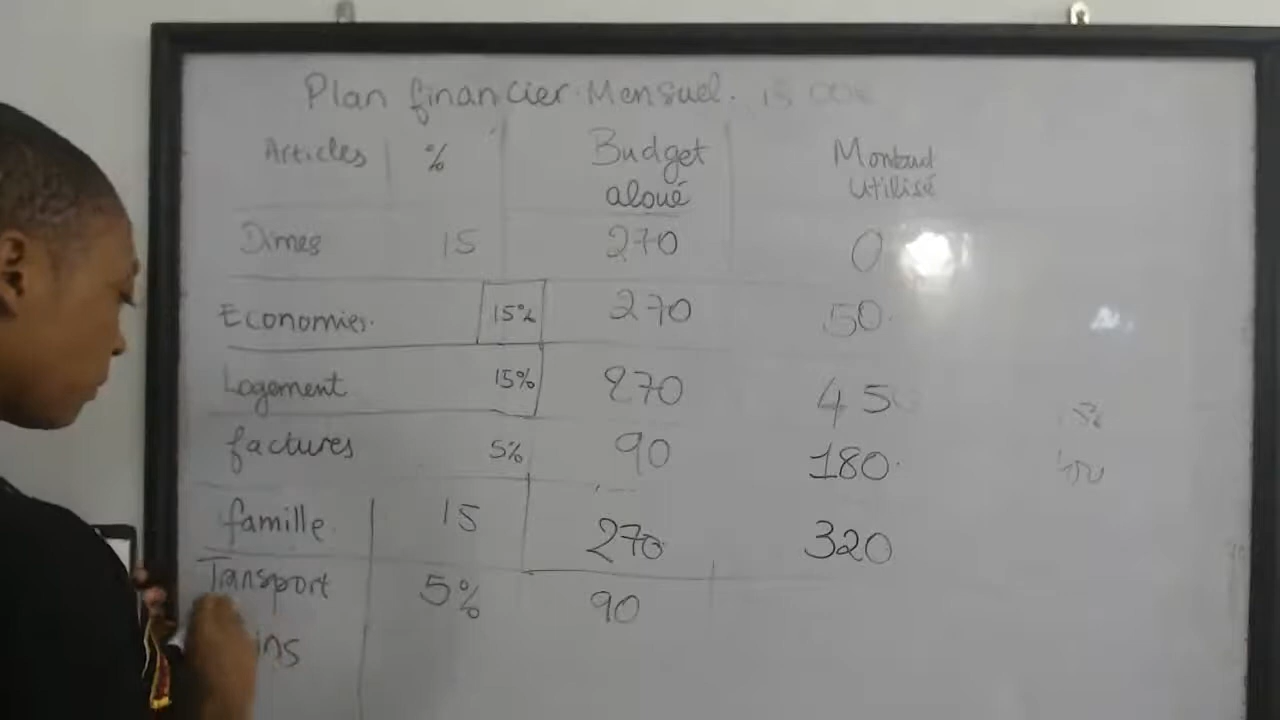 Plan financier Mensuel.
Articles % Budget aloué Montant Utilisé
Dimes 15 270 0
Economies. 15% 270 50
Logement 15% 270 45
factures 5% 90 180
famille 15 270 320
Transport 5% 90